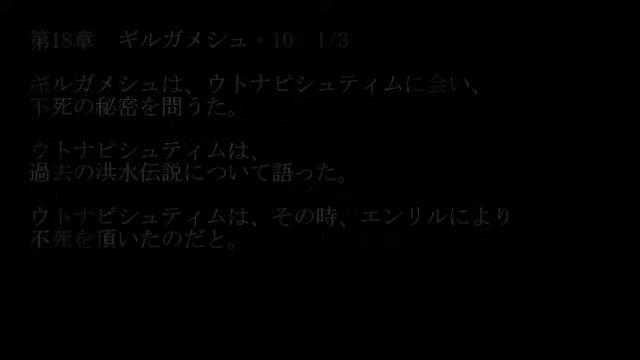 第18章 ギルガメシュ・10 1/3
ギルガメシュは、ウトナピシュティムに会い、
不死の秘密を問うた。
ウトナピシュティムは、
過去の洪水伝説について語った。
ウトナピシュティムは、その時、エンリルにより
不死を頂いたのだと。